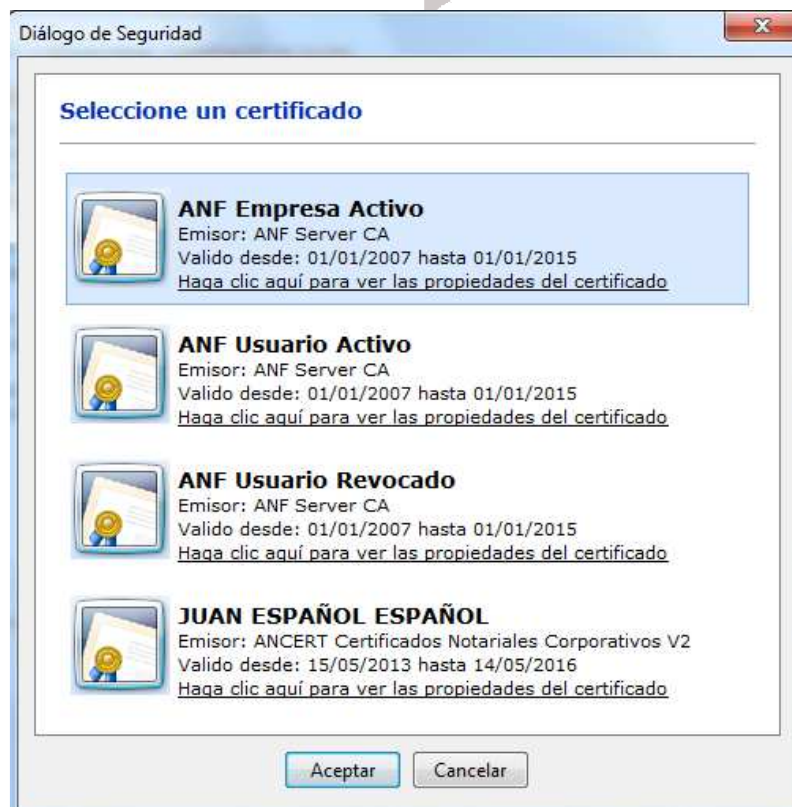 Diálogo de Seguridad
Seleccione un certificado
ANF Empresa Activo
Emisor: ANF Server CA
Valido desde: 01/01/2007 hasta 01/01/2015
Haga clic aquí para ver las propiedades del certificado
ANF Usuario Activo
Emisor: ANF Server CA
Valido desde: 01/01/2007 hasta 01/01/2015
Haga clic aquí para ver las propiedades del certificado
ANF Usuario Revocado
Emisor: ANF Server CA
Valido desde: 01/01/2007 hasta 01/01/2015
Haga clic aquí para ver las propiedades del certificado
JUAN ESPAÑOL ESPAÑOL
Emisor: ANCERT Certificados Notariales Corporativos V2
Valido desde: 15/05/2013 hasta 14/05/2016
Haga clic aquí para ver las propiedades del certificado
Aceptar Cancelar